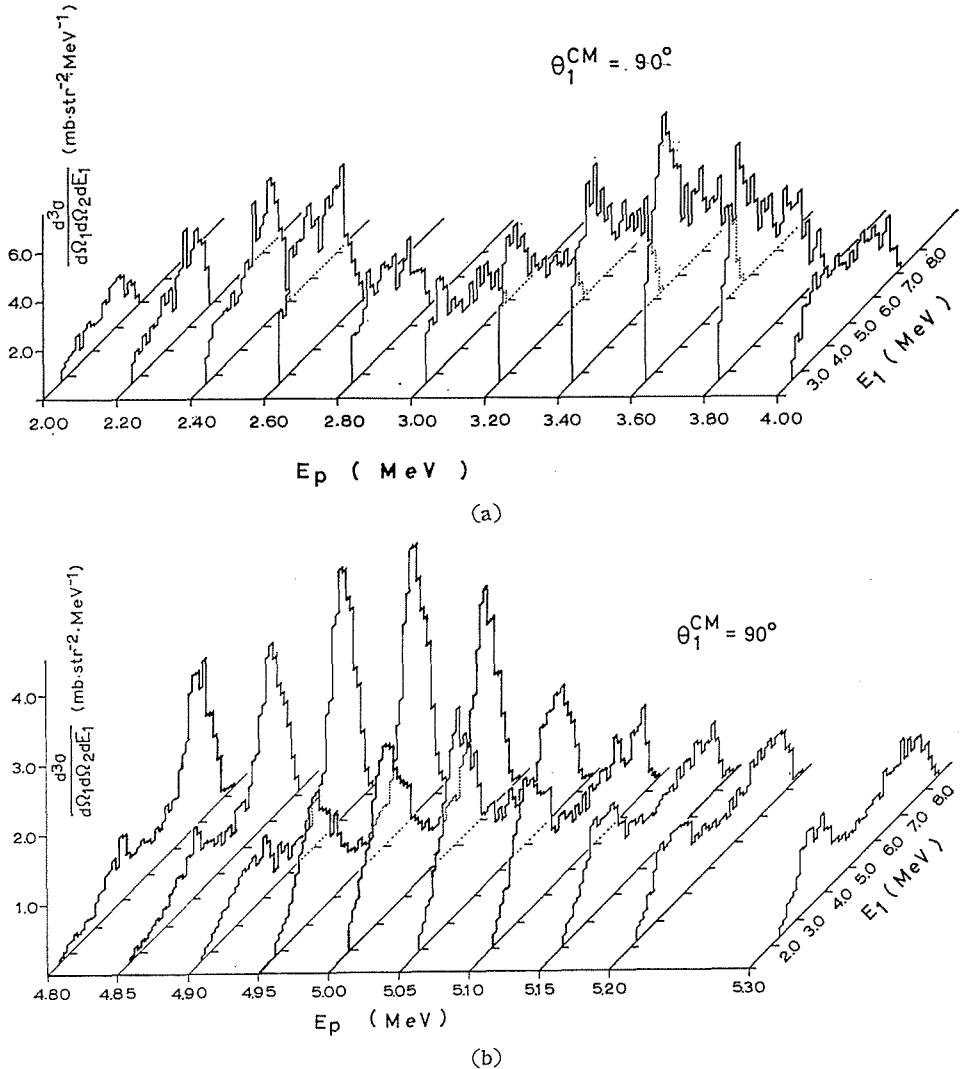 θ₁ᶜᴹ = .90°
d³σ
dΩ₁dΩ₂dE₁ (mb·str⁻²·MeV⁻¹)
6.0
4.0
2.0
2.00 2.20 2.40 2.60 2.80 3.00 3.20 3.40 3.60 3.80 4.00
3.0 4.0 5.0 6.0 7.0 8.0
E₁ (MeV)
Ep ( MeV )
(a)
θ₁ᶜᴹ = 90°
d³σ
dΩ₁dΩ₂dE₁ (mb·str⁻²·MeV⁻¹)
4.0
3.0
2.0
1.0
4.80 4.85 4.90 4.95 5.00 5.05 5.10 5.15 5.20 5.30
2.0 3.0 4.0 5.0 6.0 7.0 8.0
E₁ (MeV)
Ep (MeV)
(b)